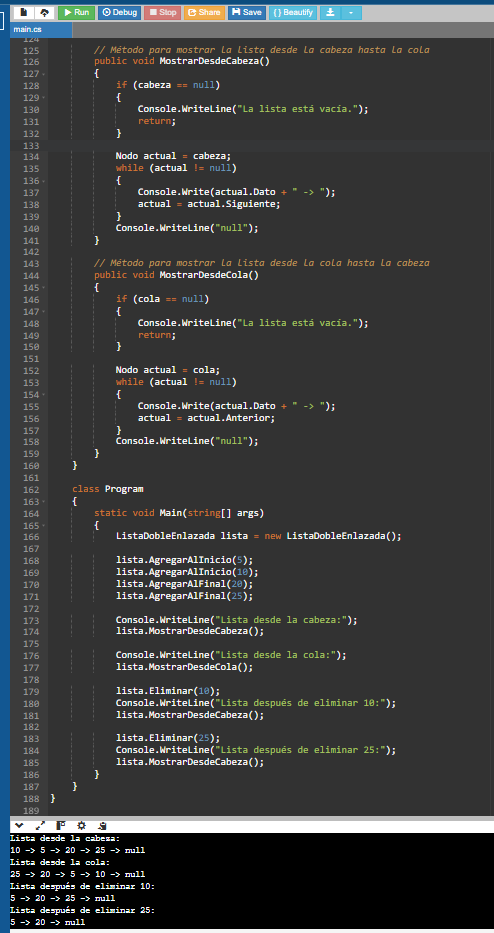 Run Debug Stop Share Save { } Beautify
main.cs
124
125 // Método para mostrar la lista desde la cabeza hasta la cola
126 public void MostrarDesdeCabeza()
127 {
128 if (cabeza == null)
129 {
130 Console.WriteLine("La lista está vacía.");
131 return;
132 }
133
134 Nodo actual = cabeza;
135 while (actual != null)
136 {
137 Console.Write(actual.Dato + " -> ");
138 actual = actual.Siguiente;
139 }
140 Console.WriteLine("null");
141 }
142
143 // Método para mostrar la lista desde la cola hasta la cabeza
144 public void MostrarDesdeCola()
145 {
146 if (cola == null)
147 {
148 Console.WriteLine("La lista está vacía.");
149 return;
150 }
151
152 Nodo actual = cola;
153 while (actual != null)
154 {
155 Console.Write(actual.Dato + " -> ");
156 actual = actual.Anterior;
157 }
158 Console.WriteLine("null");
159 }
160 }
161
162 class Program
163 {
164 static void Main(string[] args)
165 {
166 ListaDobleEnlazada lista = new ListaDobleEnlazada();
167
168 lista.AgregarAlInicio(5);
169 lista.AgregarAlInicio(10);
170 lista.AgregarAlFinal(20);
171 lista.AgregarAlFinal(25);
172
173 Console.WriteLine("Lista desde la cabeza:");
174 lista.MostrarDesdeCabeza();
175
176 Console.WriteLine("Lista desde la cola:");
177 lista.MostrarDesdeCola();
178
179 lista.Eliminar(10);
180 Console.WriteLine("Lista después de eliminar 10:");
181 lista.MostrarDesdeCabeza();
182
183 lista.Eliminar(25);
184 Console.WriteLine("Lista después de eliminar 25:");
185 lista.MostrarDesdeCabeza();
186 }
187 }
188 }
189
Lista desde la cabeza:
10 -> 5 -> 20 -> 25 -> null
Lista desde la cola:
25 -> 20 -> 5 -> 10 -> null
Lista después de eliminar 10:
5 -> 20 -> 25 -> null
Lista después de eliminar 25:
5 -> 20 -> null